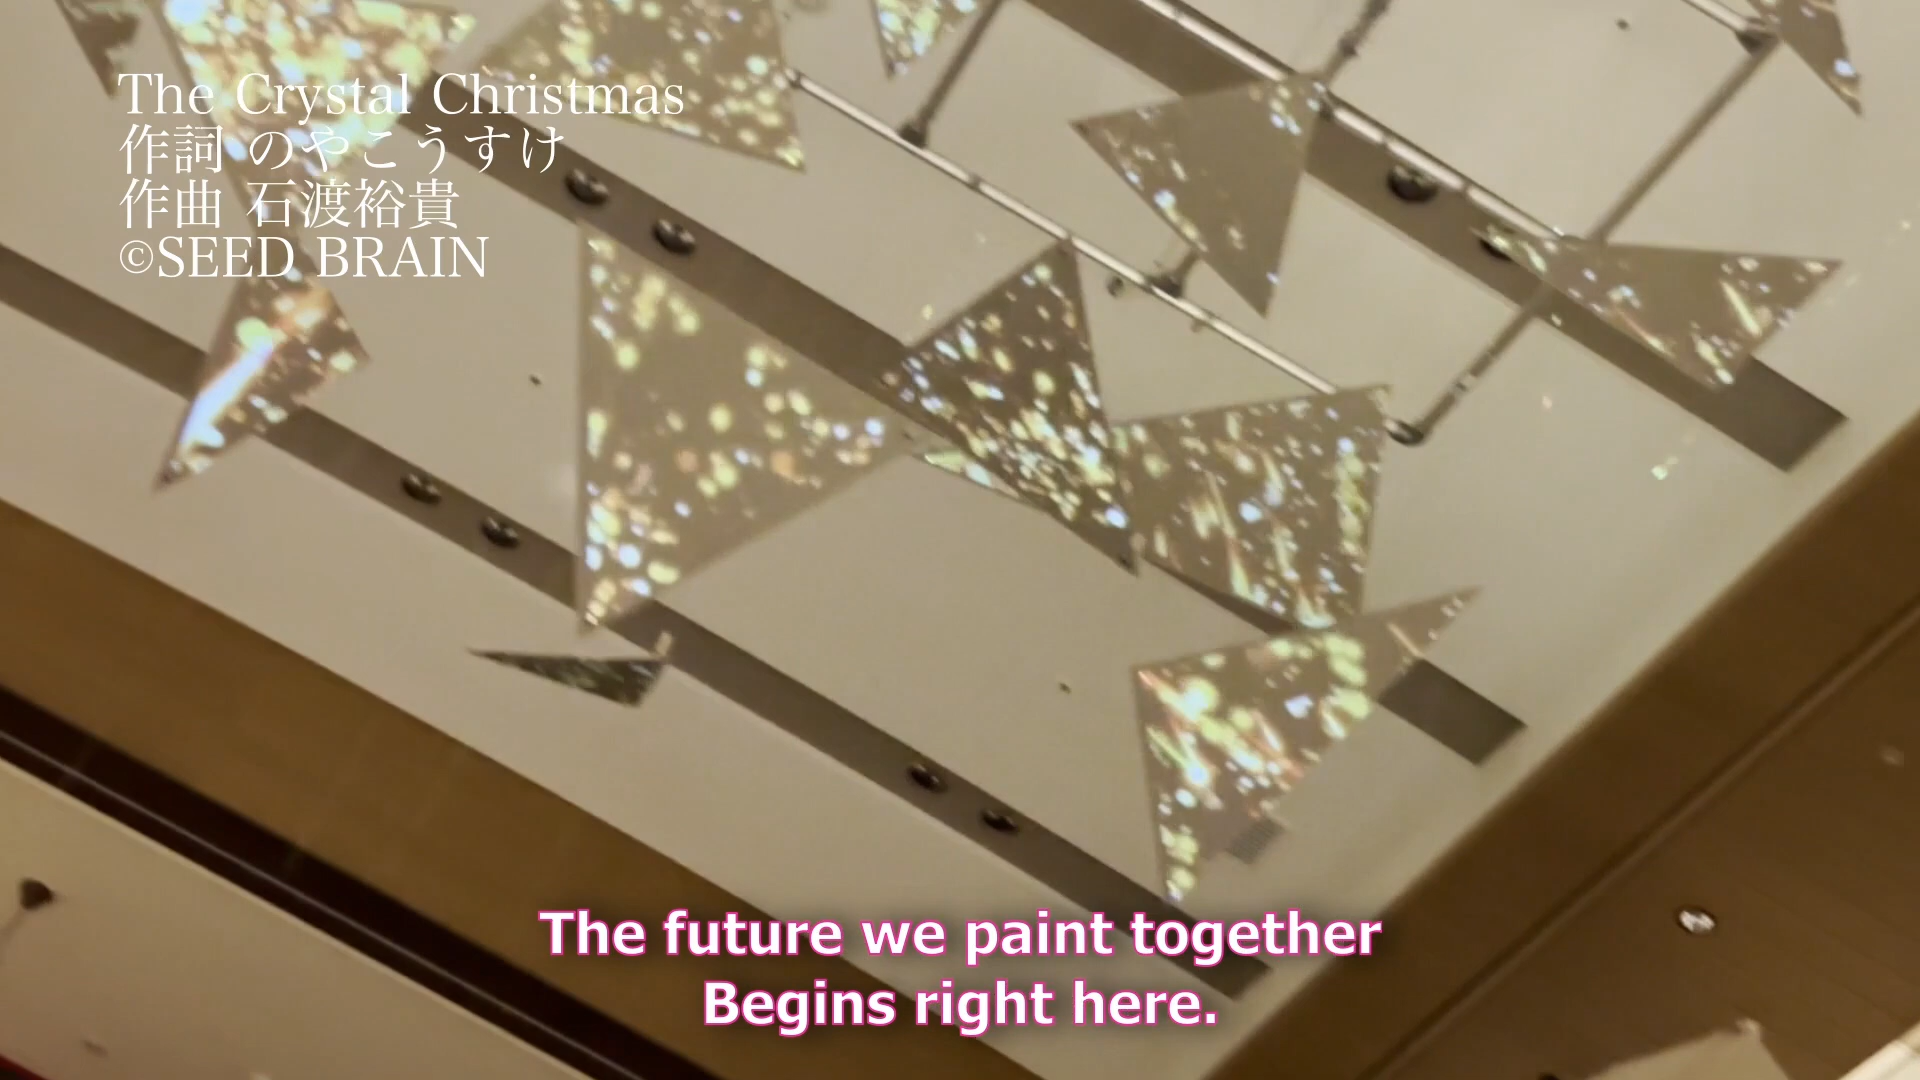 The Crystal Christmas
作詞 のやこうすけ
作曲 石渡裕貴
©SEED BRAIN
The future we paint together
Begins right here.